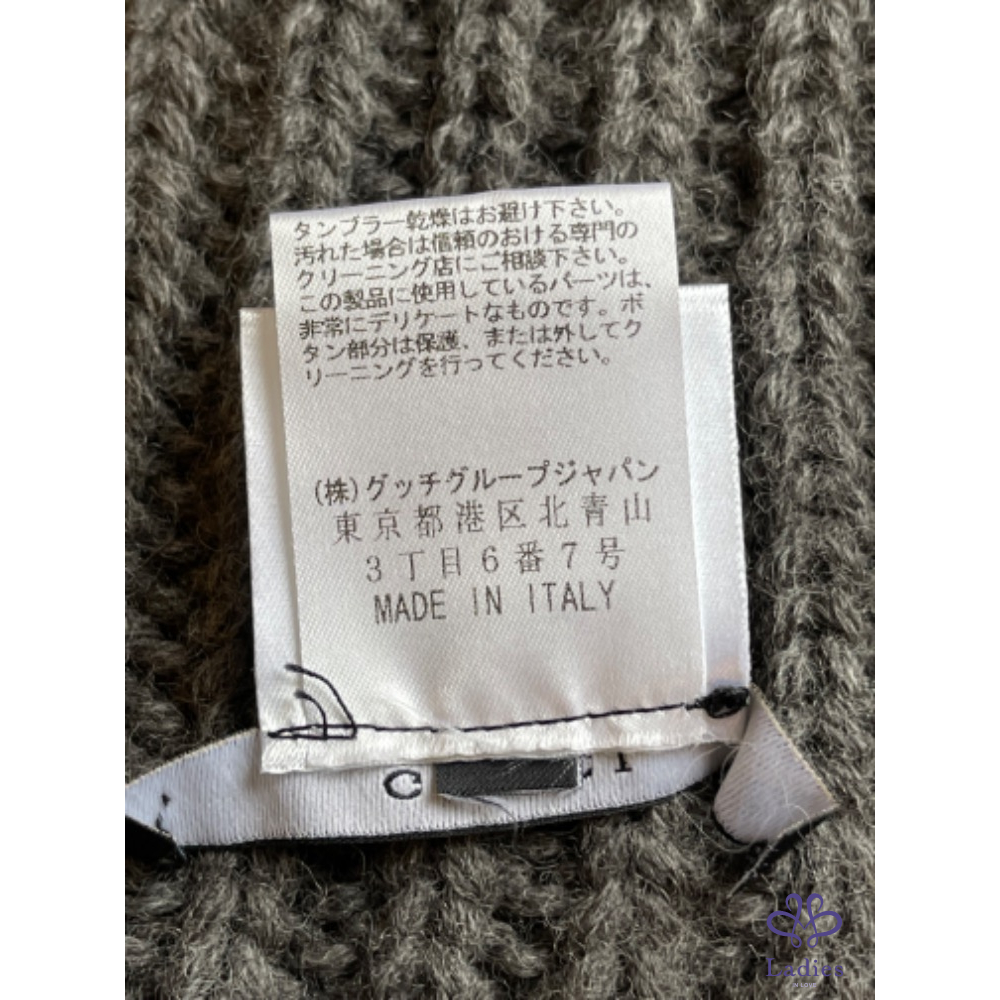 タンブラー乾燥はお避け下さい。
汚れた場合は信頼のおける専門の
クリーニング店にご相談下さい。
この製品に使用しているパーツは、
非常にデリケートなものです。ボ
タン部分は保護、または外してク
リーニングを行ってください。
(株)グッチグループジャパン
東京都港区北青山
3丁目6番7号
MADE IN ITALY
Ladies
IN LOVE